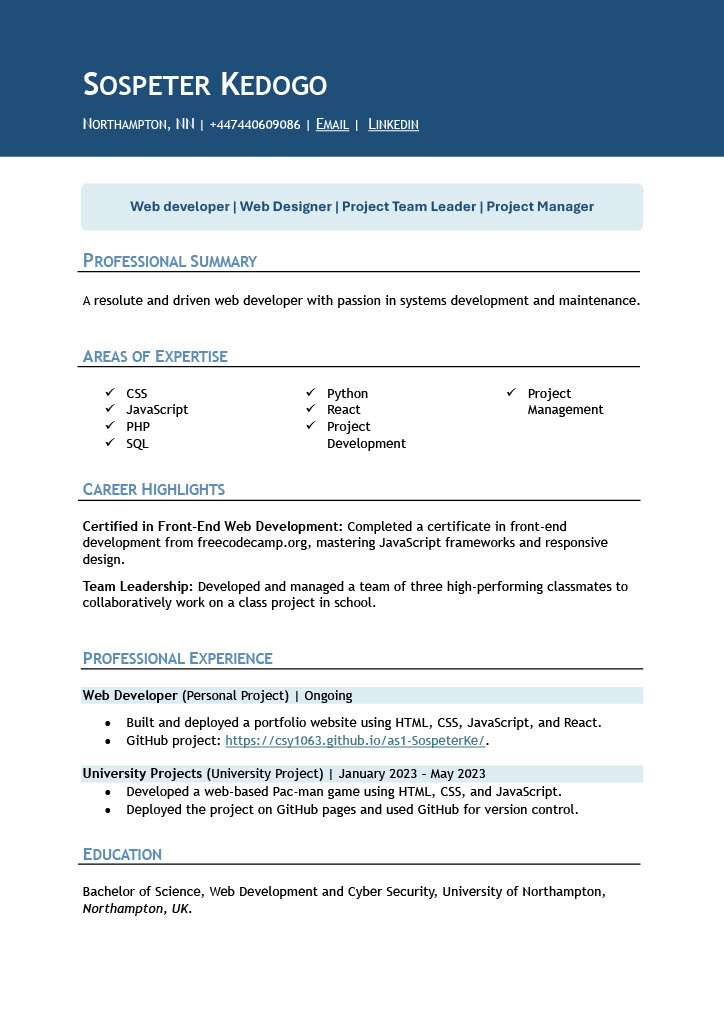 Sospeter Kedogo
Northampton, NN | +447440609086 | Email | Linkedin
Web developer | Web Designer | Project Team Leader | Project Manager
Professional Summary
A resolute and driven web developer with passion in systems development and maintenance.
Areas of Expertise
✓ CSS
✓ JavaScript
✓ PHP
✓ SQL
✓ Python
✓ React
✓ Project
Development
✓ Project
Management
Career Highlights
Certified in Front-End Web Development: Completed a certificate in front-end
development from freecodecamp.org, mastering JavaScript frameworks and responsive
design.
Team Leadership: Developed and managed a team of three high-performing classmates to
collaboratively work on a class project in school.
Professional Experience
Web Developer (Personal Project) | Ongoing
• Built and deployed a portfolio website using HTML, CSS, JavaScript, and React.
• GitHub project: https://csy1063.github.io/as1-SospeterKe/.
University Projects (University Project) | January 2023 – May 2023
• Developed a web-based Pac-man game using HTML, CSS, and JavaScript.
• Deployed the project on GitHub pages and used GitHub for version control.
Education
Bachelor of Science, Web Development and Cyber Security, University of Northampton,
Northampton, UK.